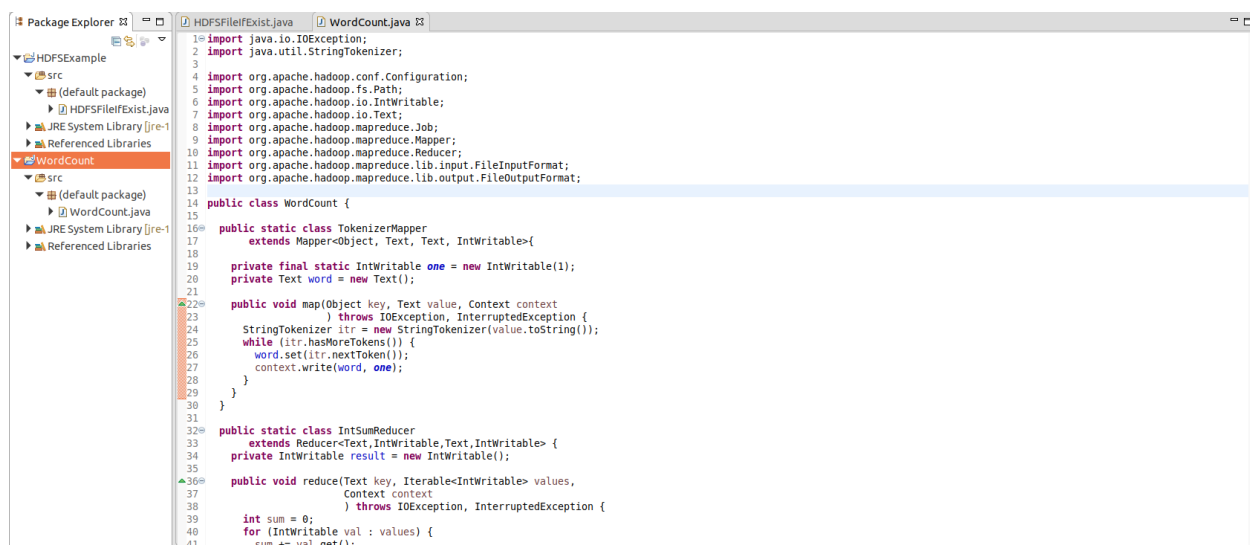 Package Explorer
HDFSExample
src
(default package)
HDFSFileIfExist.java
JRE System Library [jre-1
Referenced Libraries
WordCount
src
(default package)
WordCount.java
JRE System Library [jre-1
Referenced Libraries
HDFSFileIfExist.java WordCount.java
1 import java.io.IOException;
2 import java.util.StringTokenizer;
3
4 import org.apache.hadoop.conf.Configuration;
5 import org.apache.hadoop.fs.Path;
6 import org.apache.hadoop.io.IntWritable;
7 import org.apache.hadoop.io.Text;
8 import org.apache.hadoop.mapreduce.Job;
9 import org.apache.hadoop.mapreduce.Mapper;
10 import org.apache.hadoop.mapreduce.Reducer;
11 import org.apache.hadoop.mapreduce.lib.input.FileInputFormat;
12 import org.apache.hadoop.mapreduce.lib.output.FileOutputFormat;
13
14 public class WordCount {
15
16 public static class TokenizerMapper
17 extends Mapper<Object, Text, Text, IntWritable>{
18
19 private final static IntWritable one = new IntWritable(1);
20 private Text word = new Text();
21
22 public void map(Object key, Text value, Context context
23 ) throws IOException, InterruptedException {
24 StringTokenizer itr = new StringTokenizer(value.toString());
25 while (itr.hasMoreTokens()) {
26 word.set(itr.nextToken());
27 context.write(word, one);
28 }
29 }
30 }
31
32 public static class IntSumReducer
33 extends Reducer<Text,IntWritable,Text,IntWritable> {
34 private IntWritable result = new IntWritable();
35
36 public void reduce(Text key, Iterable<IntWritable> values,
37 Context context
38 ) throws IOException, InterruptedException {
39 int sum = 0;
40 for (IntWritable val : values) {
41 sum += val.get();